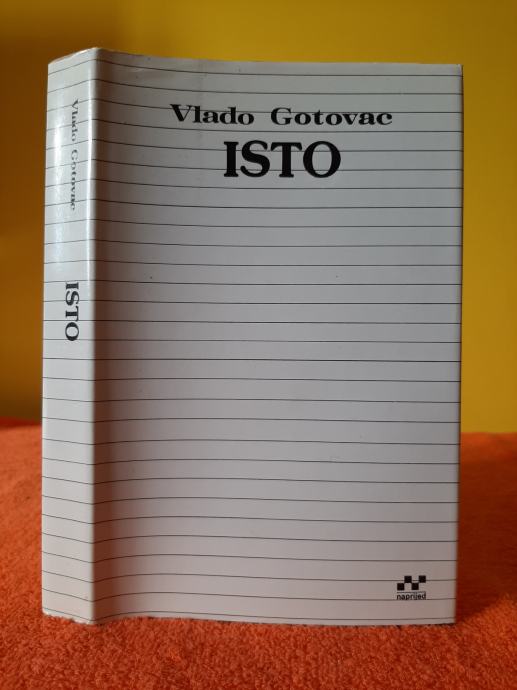 Vlado Gotovac
ISTO
Vlado Gotovac
ISTO
naprijed